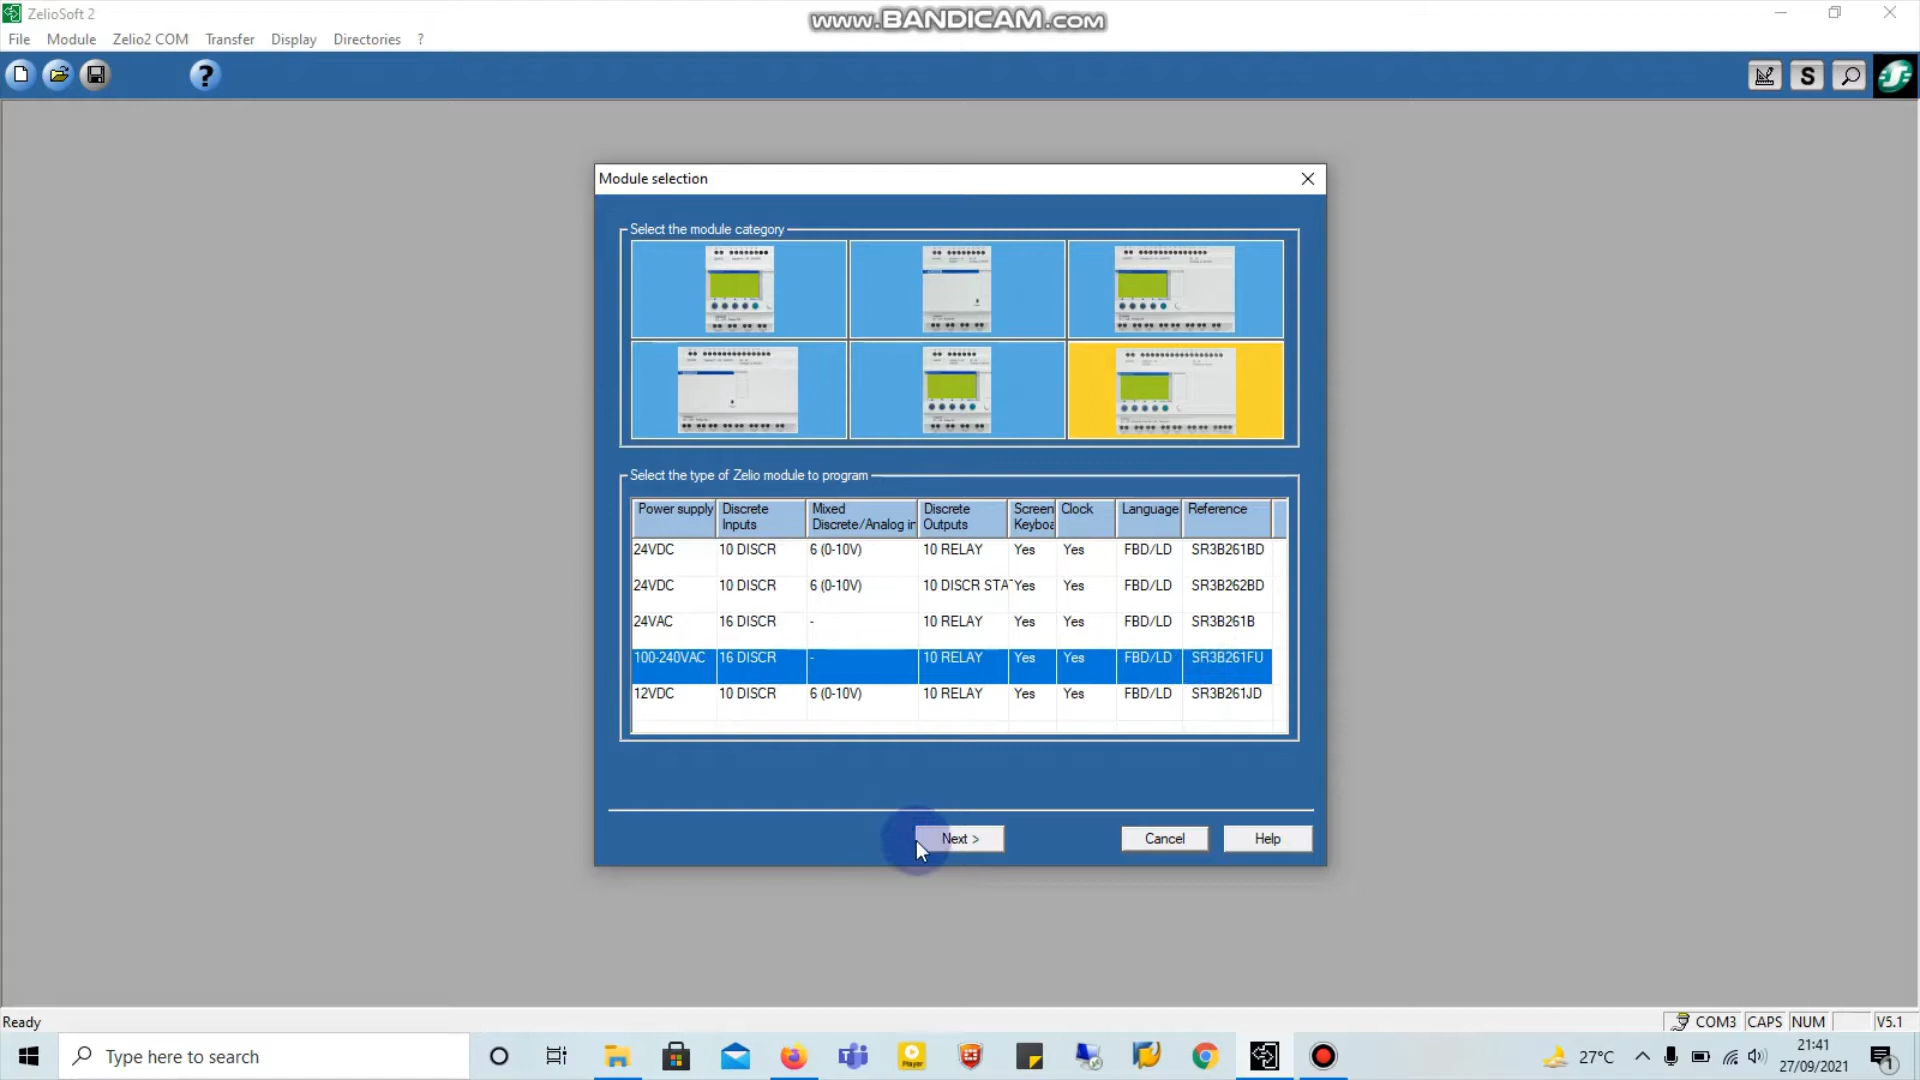 ZelioSoft 2
www.BANDICAM.com
File Module Zelio2 COM Transfer Display Directories ?
?
S
Module selection
Select the module category
Select the type of Zelio module to program
Power supply Discrete Inputs Mixed Discrete/Analog in Discrete Outputs Screen Keyboa Clock Language Reference
24VDC 10 DISCR 6 (0-10V) 10 RELAY Yes Yes FBD/LD SR3B261BD
24VDC 10 DISCR 6 (0-10V) 10 DISCR STAT Yes Yes FBD/LD SR3B262BD
24VAC 16 DISCR - 10 RELAY Yes Yes FBD/LD SR3B261B
100-240VAC 16 DISCR - 10 RELAY Yes Yes FBD/LD SR3B261FU
12VDC 10 DISCR 6 (0-10V) 10 RELAY Yes Yes FBD/LD SR3B261JD
Next > Cancel Help
Ready COM3 CAPS NUM V5.1
Type here to search
Player
27°C
21:41
27/09/2021
1